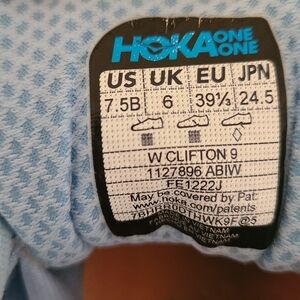 HOKA ONE ONE
US UK EU JPN
7.5B 6 39⅓ 24.5
W CLIFTON 9
1127896 ABIW
FE1222J
May be covered by Pat.
www.hoka.com/patents
VIETNAM